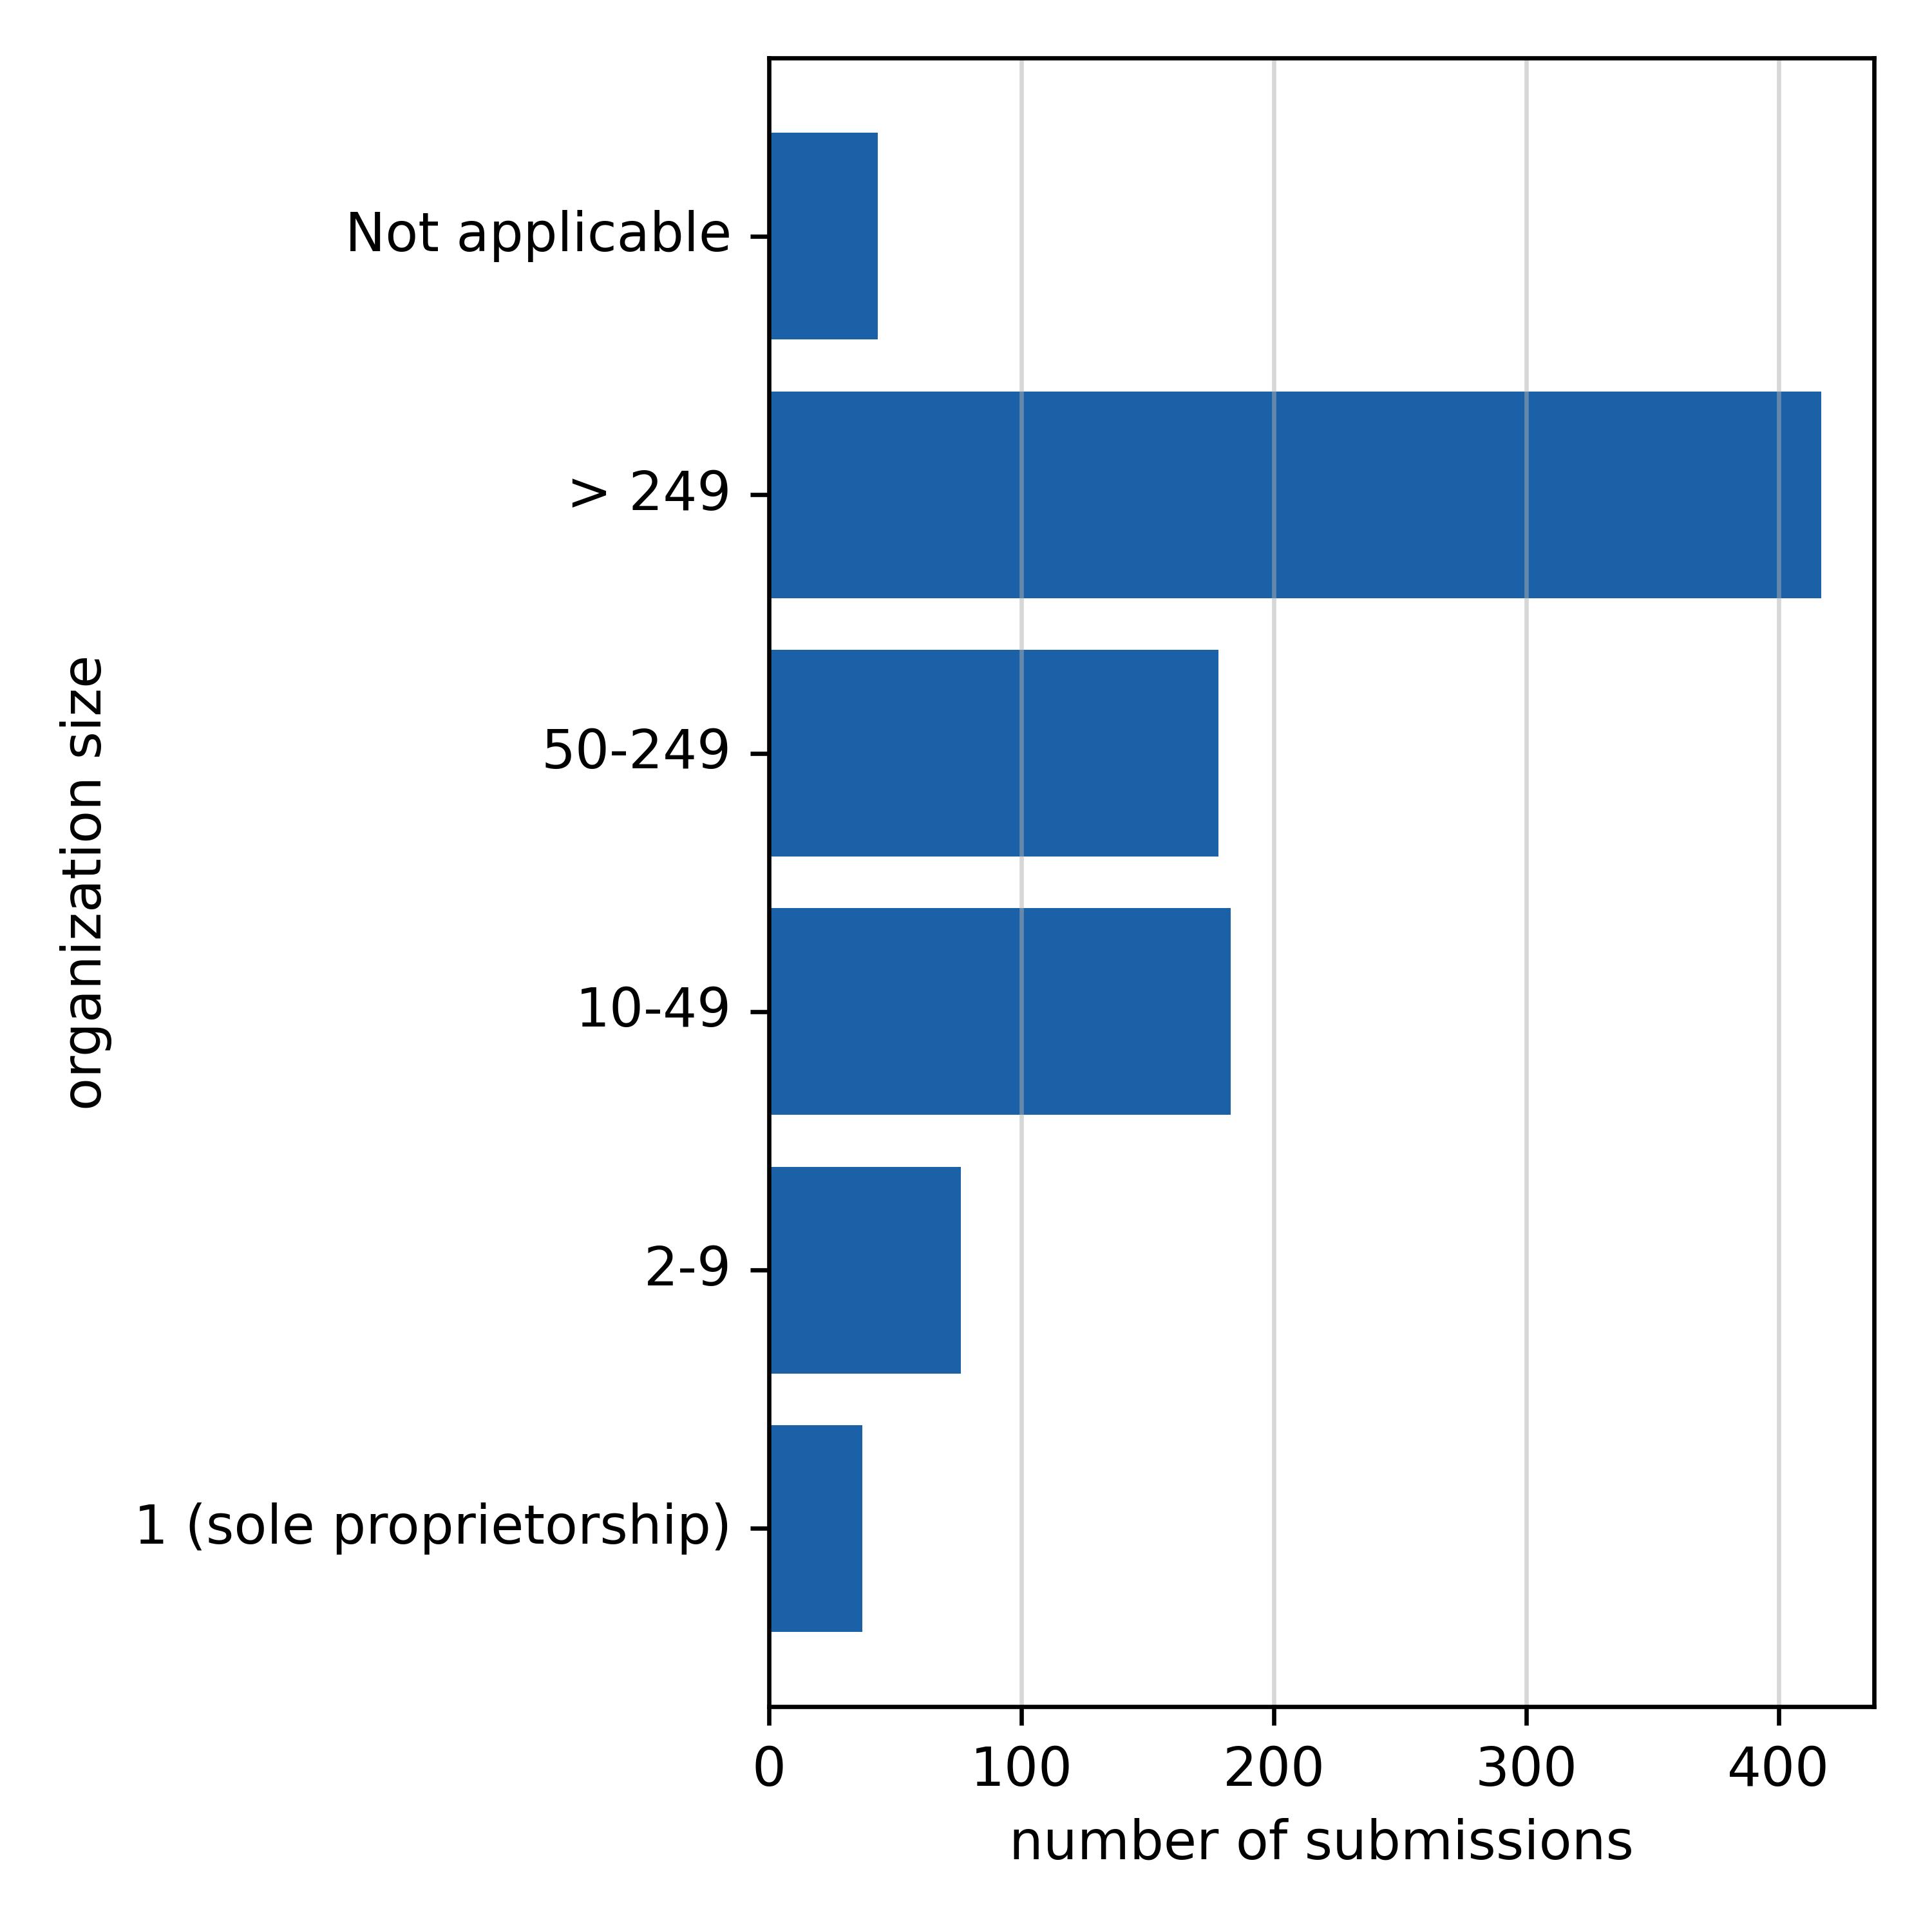 Not applicable
> 249
50-249
10-49
2-9
1 (sole proprietorship)
organization size
0 100 200 300 400
number of submissions